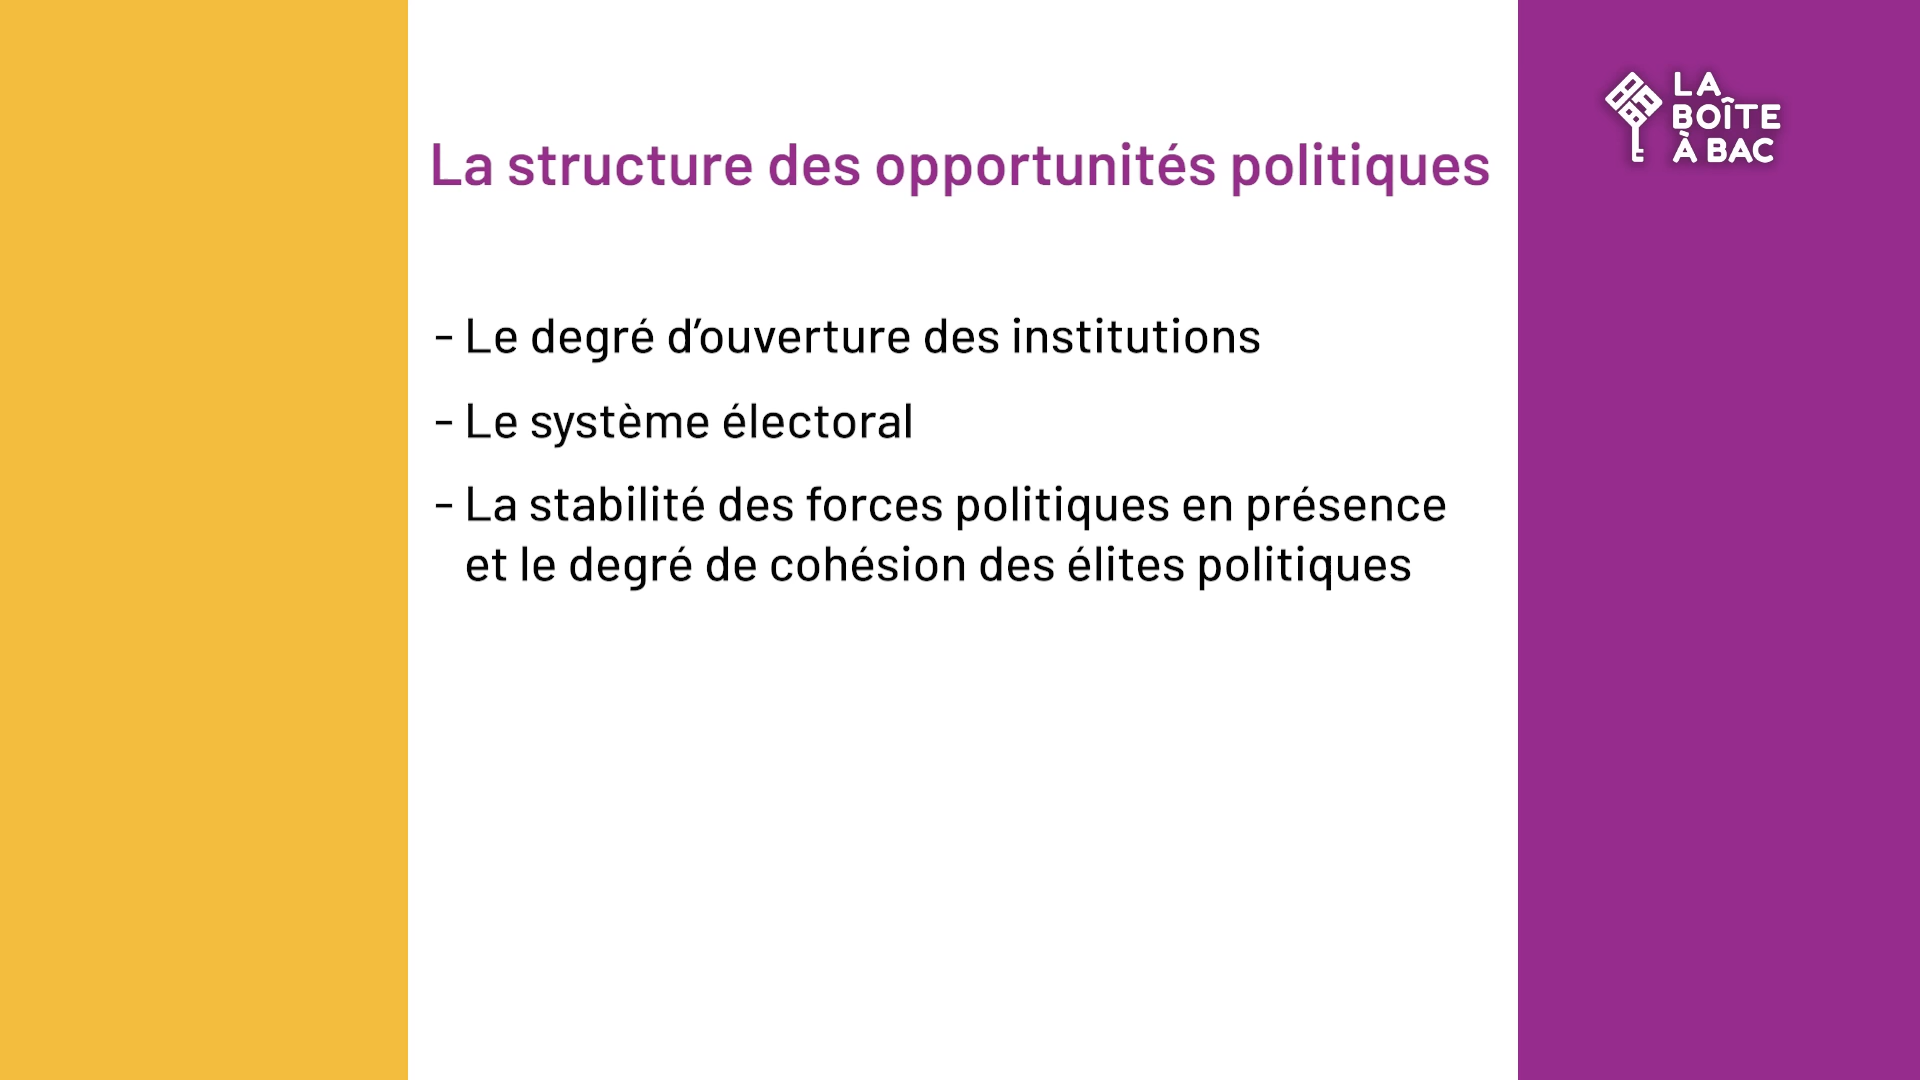 LA
BOÎTE
À BAC
La structure des opportunités politiques
- Le degré d’ouverture des institutions
- Le système électoral
- La stabilité des forces politiques en présence
et le degré de cohésion des élites politiques